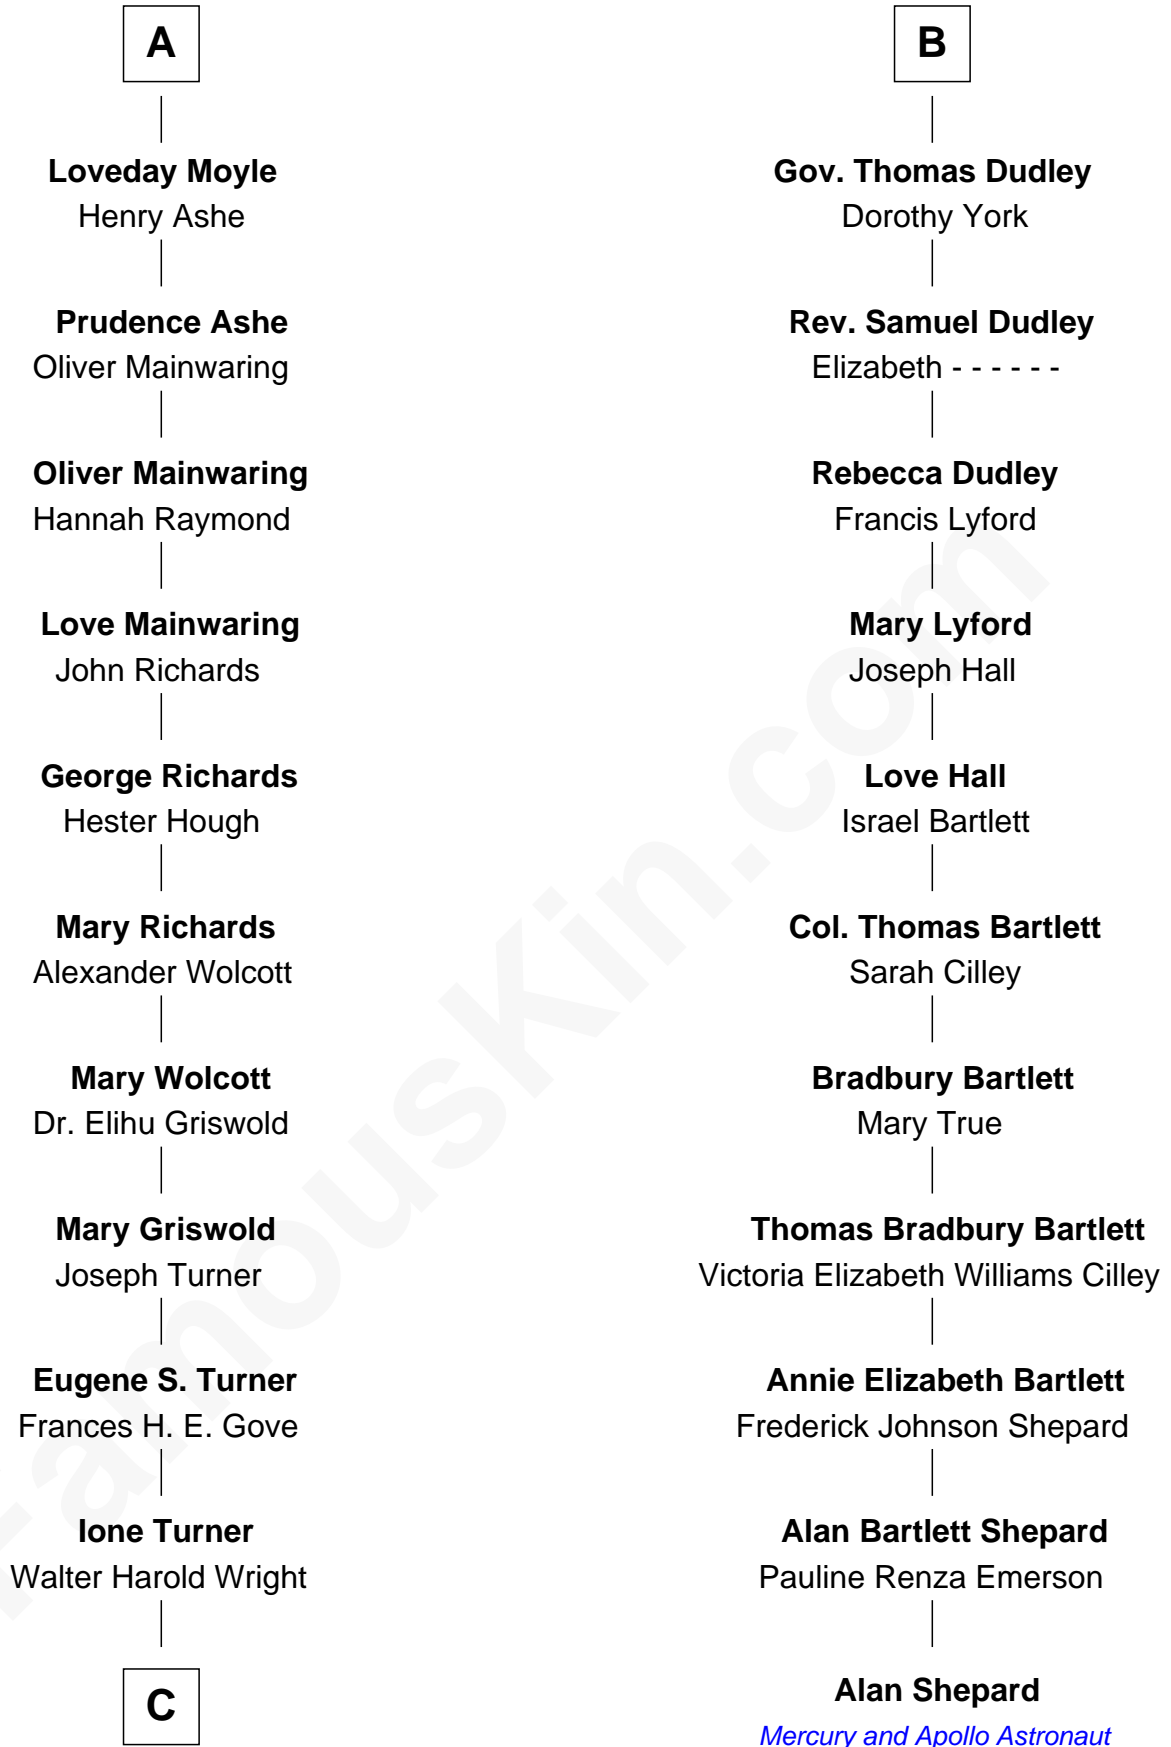 A
Loveday Moyle
Henry Ashe
Prudence Ashe
Oliver Mainwaring
Oliver Mainwaring
Hannah Raymond
Love Mainwaring
John Richards
George Richards
Hester Hough
Mary Richards
Alexander Wolcott
Mary Wolcott
Dr. Elihu Griswold
Mary Griswold
Joseph Turner
Eugene S. Turner
Frances H. E. Gove
Ione Turner
Walter Harold Wright
C
B
Gov. Thomas Dudley
Dorothy York
Rev. Samuel Dudley
Elizabeth - - - - - -
Rebecca Dudley
Francis Lyford
Mary Lyford
Joseph Hall
Love Hall
Israel Bartlett
Col. Thomas Bartlett
Sarah Cilley
Bradbury Bartlett
Mary True
Thomas Bradbury Bartlett
Victoria Elizabeth Williams Cilley
Annie Elizabeth Bartlett
Frederick Johnson Shepard
Alan Bartlett Shepard
Pauline Renza Emerson
Alan Shepard
Mercury and Apollo Astronaut
FamousKin.com